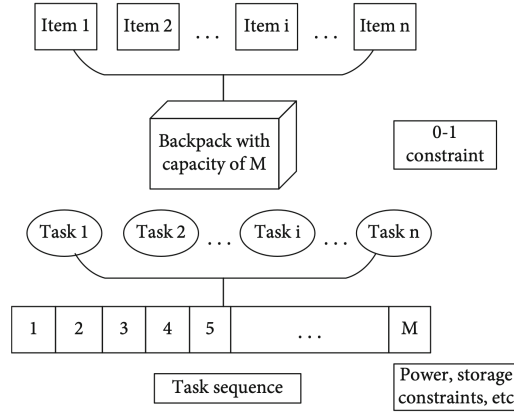 Item 1 Item 2 ... Item i ... Item n
Backpack with
capacity of M
0-1
constraint
Task 1 Task 2 ... Task i ... Task n
1 2 3 4 5 ... M
Task sequence
Power, storage
constraints, etc